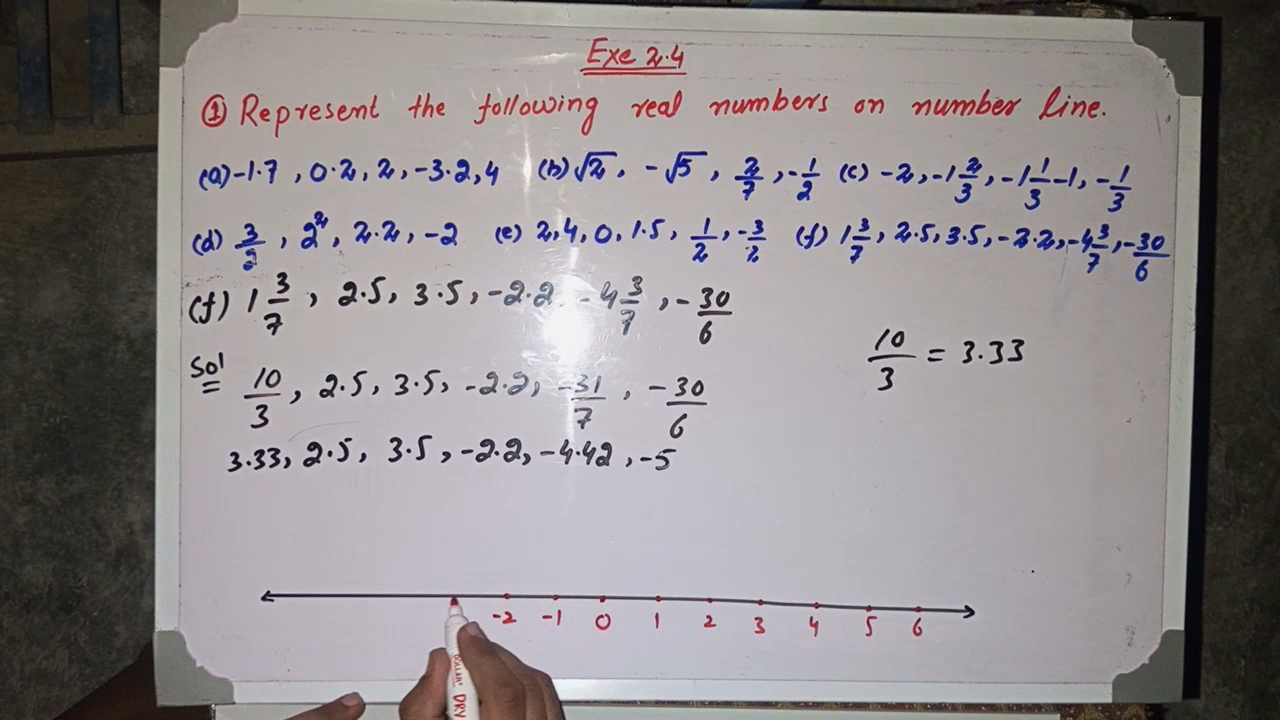 Exe 2.4
① Represent the following real numbers on number line.
(a) -1.7, 0.2, 2, -3.2, 4 (b) √2, -√5, 2/7, -1/2 (c) -2, -1 2/3, -1 1/3 -1, -1/3
(d) 3/2, 2², 2.2, -2 (e) 2, 4, 0, 1.5, 1/2, -3/2 (f) 1 3/7, 2.5, 3.5, -2.2, -4 3/7, -30/6
(f) 1 3/7, 2.5, 3.5, -2.2, -4 3/7, -30/6
10/3 = 3.33
Sol
10/3, 2.5, 3.5, -2.2, -31/7, -30/6
3.33, 2.5, 3.5, -2.2, -4.42, -5
-2 -1 0 1 2 3 4 5 6
DOLLAR DRY